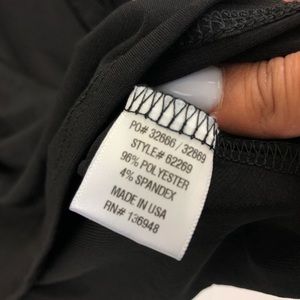 PO# 32666 / 32669
STYLE# 62269
96% POLYESTER
4% SPANDEX
MADE IN USA
RN# 136948